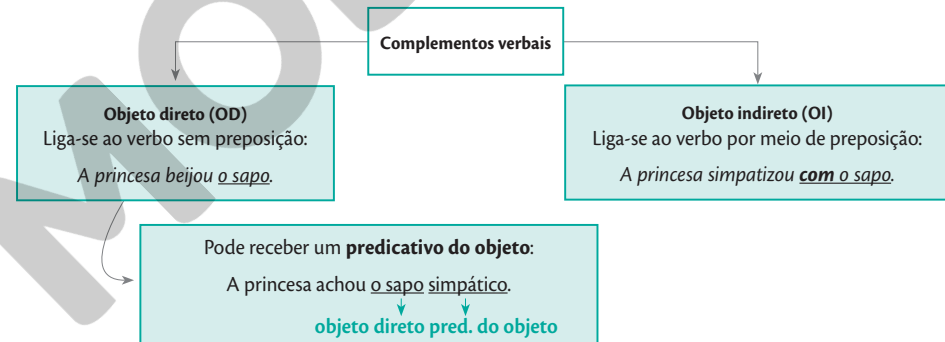 Complementos verbais
Objeto direto (OD)
Liga-se ao verbo sem preposição:
A princesa beijou o sapo.
Objeto indireto (OI)
Liga-se ao verbo por meio de preposição:
A princesa simpatizou com o sapo.
Pode receber um predicativo do objeto:
A princesa achou o sapo simpático.
objeto direto pred. do objeto